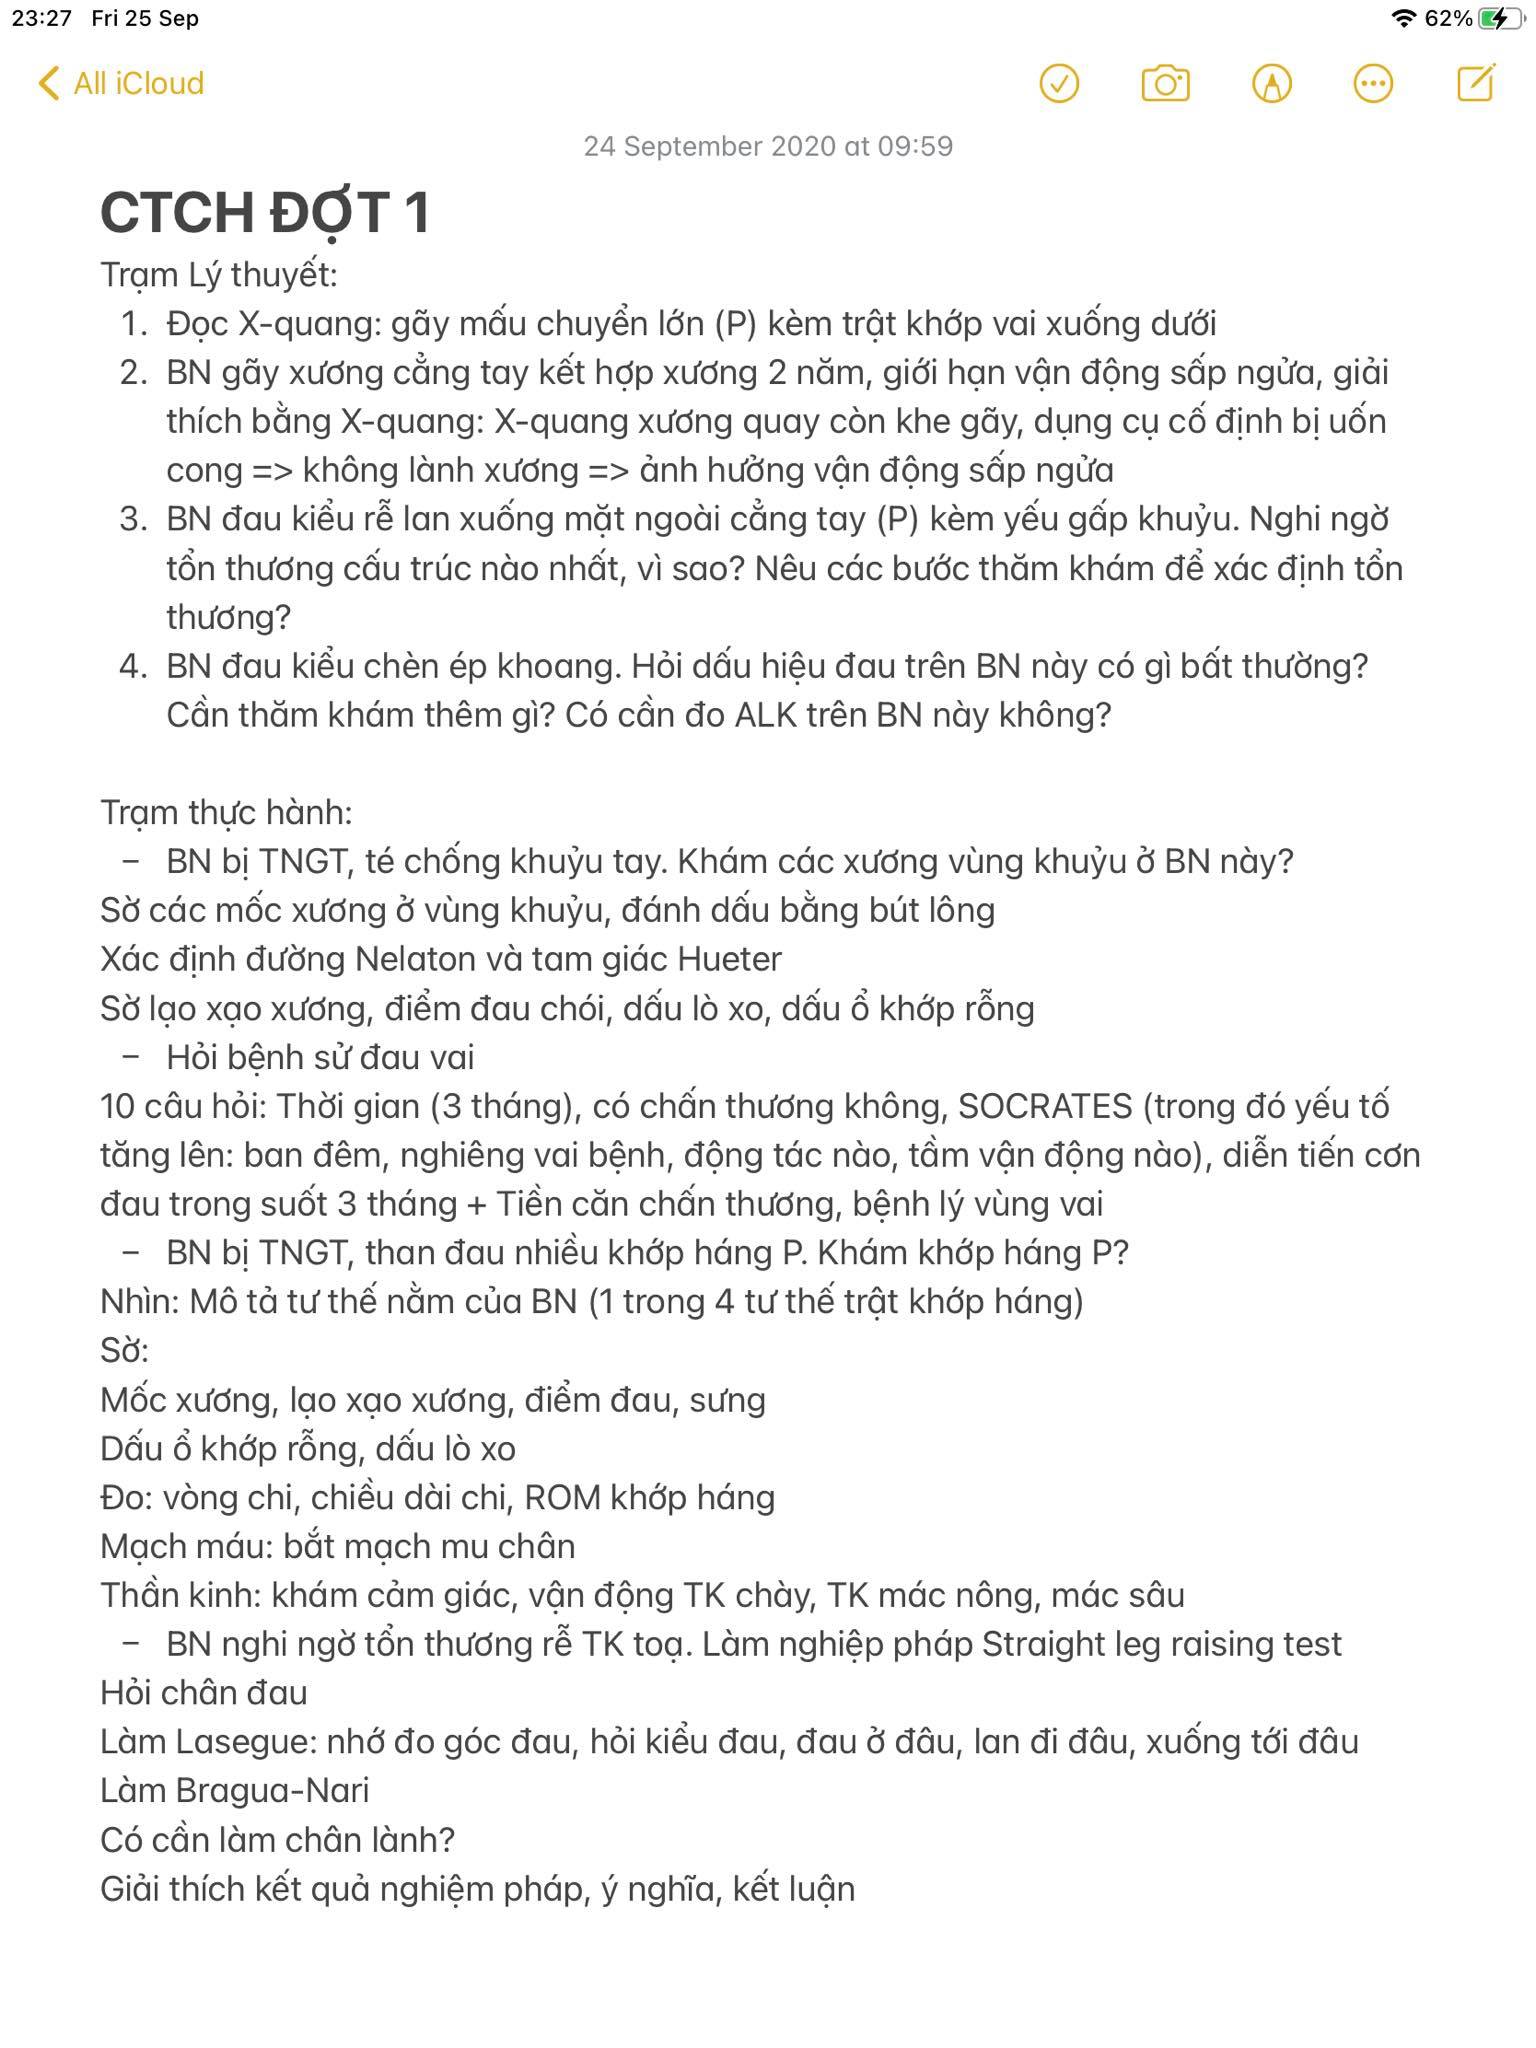 23:27 Fri 25 Sep
62%
All iCloud
24 September 2020 at 09:59
CTCH ĐỢT 1
Trạm Lý thuyết:
1. Đọc X-quang: gãy mấu chuyển lớn (P) kèm trật khớp vai xuống dưới
2. BN gãy xương cẳng tay kết hợp xương 2 năm, giới hạn vận động sấp ngửa, giải
thích bằng X-quang: X-quang xương quay còn khe gãy, dụng cụ cố định bị uốn
cong => không lành xương => ảnh hưởng vận động sấp ngửa
3. BN đau kiểu rễ lan xuống mặt ngoài cẳng tay (P) kèm yếu gấp khuỷu. Nghi ngờ
tổn thương cấu trúc nào nhất, vì sao? Nêu các bước thăm khám để xác định tổn
thương?
4. BN đau kiểu chèn ép khoang. Hỏi dấu hiệu đau trên BN này có gì bất thường?
Cần thăm khám thêm gì? Có cần đo ALK trên BN này không?
Trạm thực hành:
– BN bị TNGT, té chống khuỷu tay. Khám các xương vùng khuỷu ở BN này?
Sờ các mốc xương ở vùng khuỷu, đánh dấu bằng bút lông
Xác định đường Nelaton và tam giác Hueter
Sờ lạo xạo xương, điểm đau chói, dấu lò xo, dấu ổ khớp rỗng
– Hỏi bệnh sử đau vai
10 câu hỏi: Thời gian (3 tháng), có chấn thương không, SOCRATES (trong đó yếu tố
tăng lên: ban đêm, nghiêng vai bệnh, động tác nào, tầm vận động nào), diễn tiến cơn
đau trong suốt 3 tháng + Tiền căn chấn thương, bệnh lý vùng vai
– BN bị TNGT, than đau nhiều khớp háng P. Khám khớp háng P?
Nhìn: Mô tả tư thế nằm của BN (1 trong 4 tư thế trật khớp háng)
Sờ:
Mốc xương, lạo xạo xương, điểm đau, sưng
Dấu ổ khớp rỗng, dấu lò xo
Đo: vòng chi, chiều dài chi, ROM khớp háng
Mạch máu: bắt mạch mu chân
Thần kinh: khám cảm giác, vận động TK chày, TK mác nông, mác sâu
– BN nghi ngờ tổn thương rễ TK toạ. Làm nghiệp pháp Straight leg raising test
Hỏi chân đau
Làm Lasegue: nhớ đo góc đau, hỏi kiểu đau, đau ở đâu, lan đi đâu, xuống tới đâu
Làm Bragua-Nari
Có cần làm chân lành?
Giải thích kết quả nghiệm pháp, ý nghĩa, kết luận